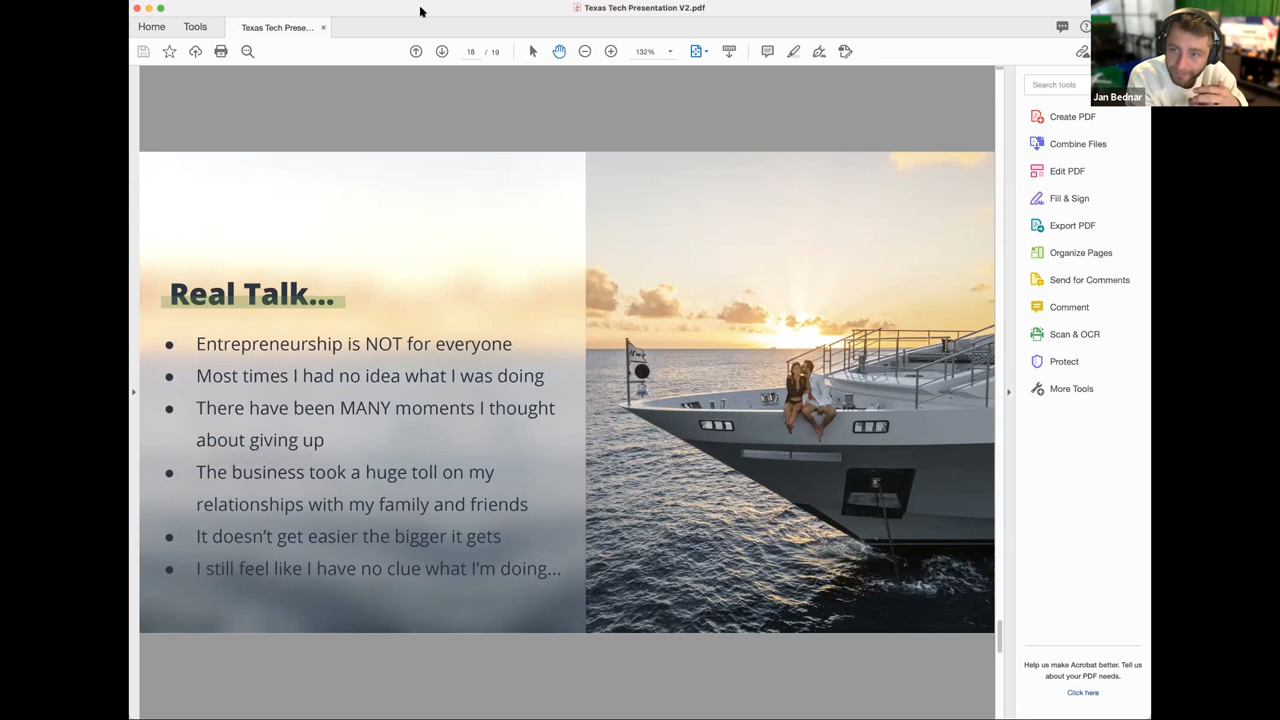 Texas Tech Presentation V2.pdf
Home
Tools
Texas Tech Prese...
×
18 / 19
132%
Jan Bednar
Search tools
Create PDF
Combine Files
Edit PDF
Fill & Sign
Export PDF
Organize Pages
Send for Comments
Comment
Scan & OCR
Protect
More Tools
Real Talk...
● Entrepreneurship is NOT for everyone
● Most times I had no idea what I was doing
● There have been MANY moments I thought
about giving up
● The business took a huge toll on my
relationships with my family and friends
● It doesn't get easier the bigger it gets
● I still feel like I have no clue what I'm doing...
Help us make Acrobat better. Tell us
about your PDF needs.
Click here